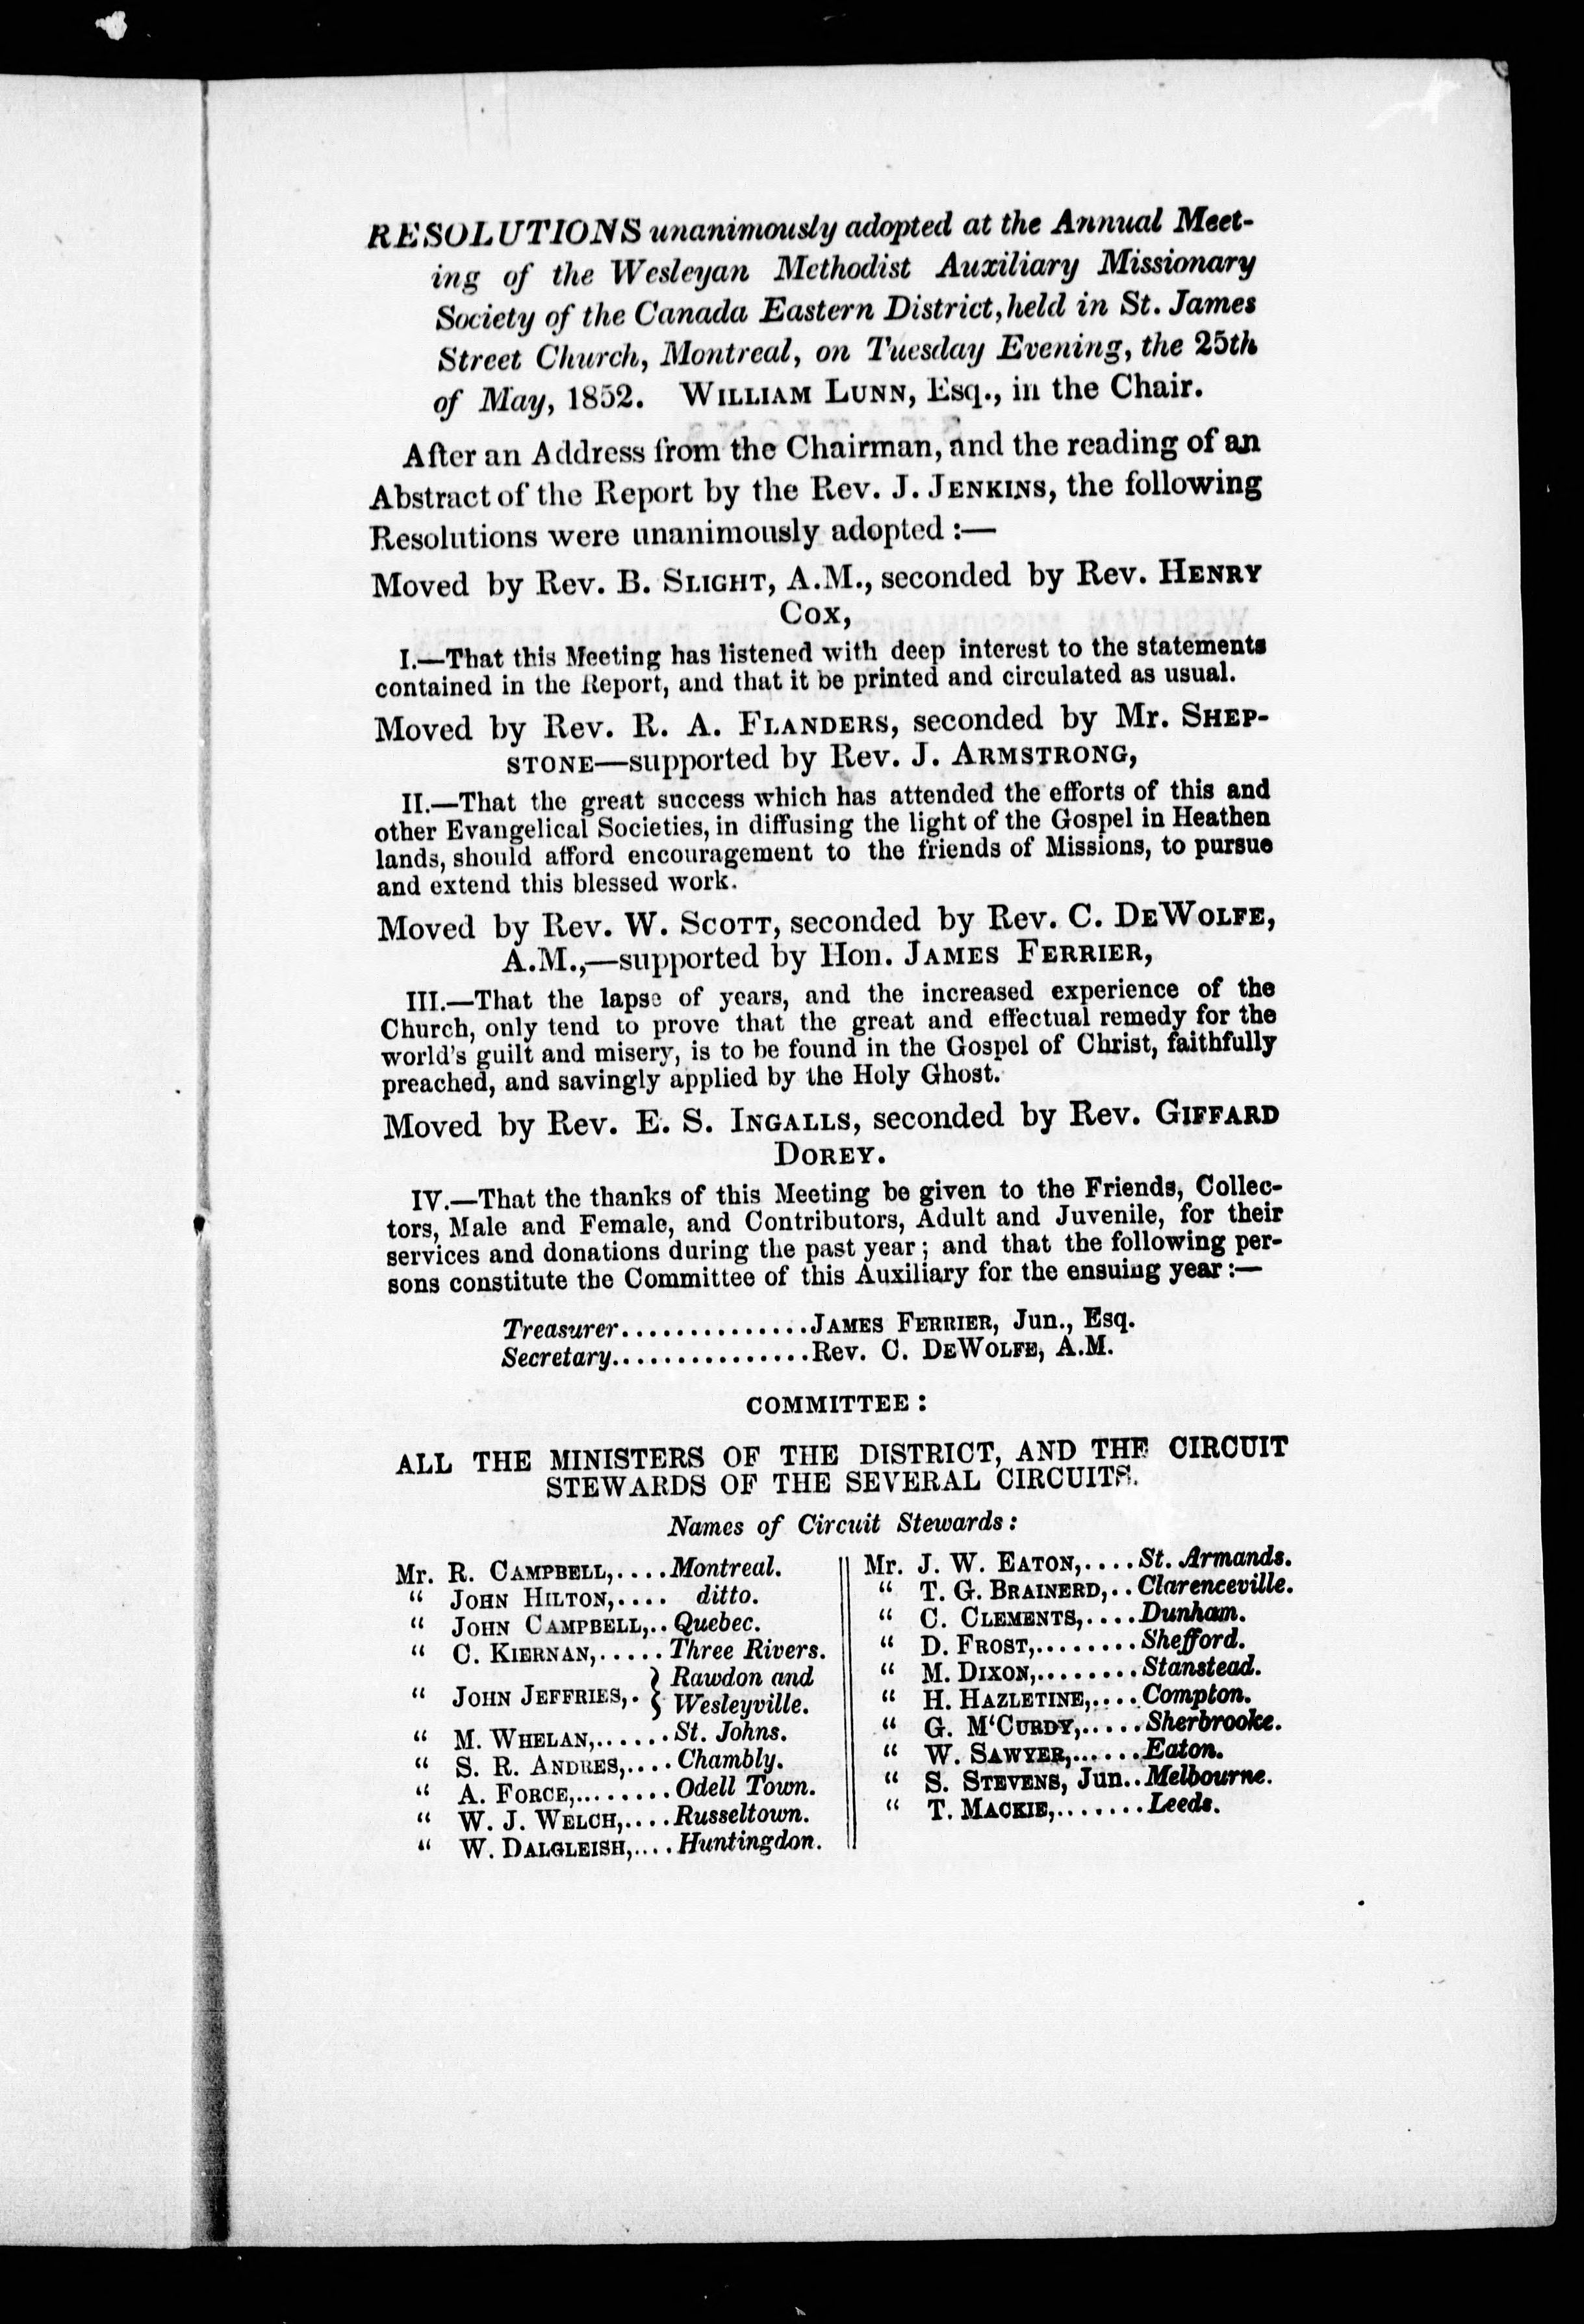 RESOLUTIONS unanimously adopted at the Annual Meet-
ing of the Wesleyan Methodist Auxiliary Missionary
Society of the Canada Eastern District, held in St. James
Street Church, Montreal, on Tuesday Evening, the 25th
of May, 1852. WILLIAM LUNN, Esq., in the Chair.
After an Address from the Chairman, and the reading of an
Abstract of the Report by the Rev. J. JENKINS, the following
Resolutions were unanimously adopted :—
Moved by Rev. B. SLIGHT, A.M., seconded by Rev. HENRY
COX,
I.—That this Meeting has listened with deep interest to the statements
contained in the Report, and that it be printed and circulated as usual.
Moved by Rev. R. A. FLANDERS, seconded by Mr. SHEP-
STONE—supported by Rev. J. ARMSTRONG,
II.—That the great success which has attended the efforts of this and
other Evangelical Societies, in diffusing the light of the Gospel in Heathen
lands, should afford encouragement to the friends of Missions, to pursue
and extend this blessed work.
Moved by Rev. W. SCOTT, seconded by Rev. C. DEWOLFE,
A.M.,—supported by Hon. JAMES FERRIER,
III.—That the lapse of years, and the increased experience of the
Church, only tend to prove that the great and effectual remedy for the
world's guilt and misery, is to be found in the Gospel of Christ, faithfully
preached, and savingly applied by the Holy Ghost.
Moved by Rev. E. S. INGALLS, seconded by Rev. GIFFARD
DOREY.
IV.—That the thanks of this Meeting be given to the Friends, Collec-
tors, Male and Female, and Contributors, Adult and Juvenile, for their
services and donations during the past year; and that the following per-
sons constitute the Committee of this Auxiliary for the ensuing year :—
Treasurer..............JAMES FERRIER, Jun., Esq.
Secretary...............Rev. C. DEWOLFE, A.M.
COMMITTEE :
ALL THE MINISTERS OF THE DISTRICT, AND THE CIRCUIT
STEWARDS OF THE SEVERAL CIRCUITS.
Names of Circuit Stewards :
Mr. R. CAMPBELL,....Montreal.
“ JOHN HILTON,.... ditto.
“ JOHN CAMPBELL,..Quebec.
“ C. KIERNAN,.....Three Rivers.
“ JOHN JEFFRIES,. } Rawdon and
Wesleyville.
“ M. WHELAN,......St. Johns.
“ S. R. ANDRES,....Chambly.
“ A. FORCE,........Odell Town.
“ W. J. WELCH,....Russeltown.
“ W. DALGLEISH,....Huntingdon.
Mr. J. W. EATON,....St. Armands.
“ T. G. BRAINERD,..Clarenceville.
“ C. CLEMENTS,....Dunham.
“ D. FROST,........Shefford.
“ M. DIXON,........Stanstead.
“ H. HAZLETINE,....Compton.
“ G. M‘CURDY,.....Sherbrooke.
“ W. SAWYER,......Eaton.
“ S. STEVENS, Jun..Melbourne.
“ T. MACKIE,.......Leeds.